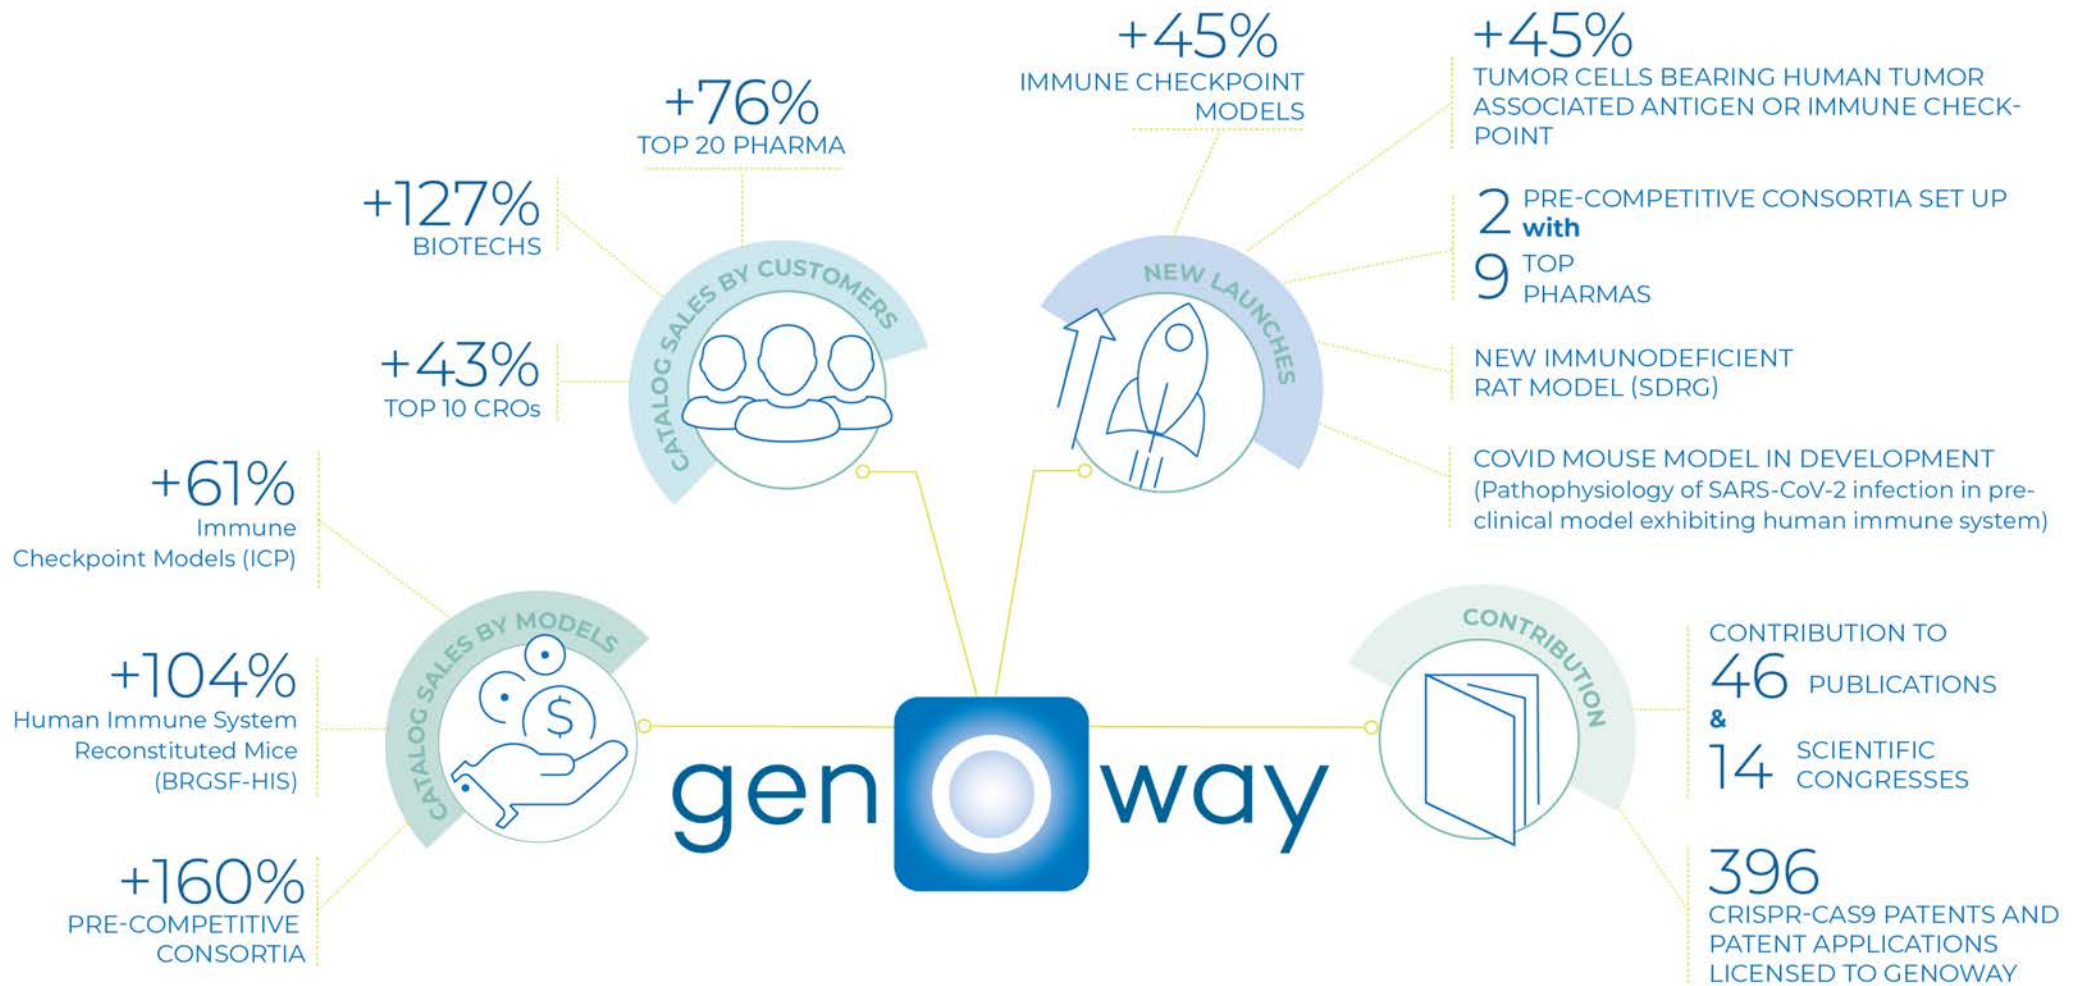 +76%
TOP 20 PHARMA
+127%
BIOTECHS
+43%
TOP 10 CROs
CATALOG SALES BY CUSTOMERS
+45%
IMMUNE CHECKPOINT
MODELS
+45%
TUMOR CELLS BEARING HUMAN TUMOR
ASSOCIATED ANTIGEN OR IMMUNE CHECK-
POINT
2 PRE-COMPETITIVE CONSORTIA SET UP
with
9 TOP
PHARMAS
NEW IMMUNODEFICIENT
RAT MODEL (SDRG)
COVID MOUSE MODEL IN DEVELOPMENT
(Pathophysiology of SARS-CoV-2 infection in pre-
clinical model exhibiting human immune system)
NEW LAUNCHES
+61%
Immune
Checkpoint Models (ICP)
+104%
Human Immune System
Reconstituted Mice
(BRGSF-HIS)
+160%
PRE-COMPETITIVE
CONSORTIA
CATALOG SALES BY MODELS
$
genOway
CONTRIBUTION
CONTRIBUTION TO
46 PUBLICATIONS
&
14 SCIENTIFIC
CONGRESSES
396
CRISPR-CAS9 PATENTS AND
PATENT APPLICATIONS
LICENSED TO GENOWAY